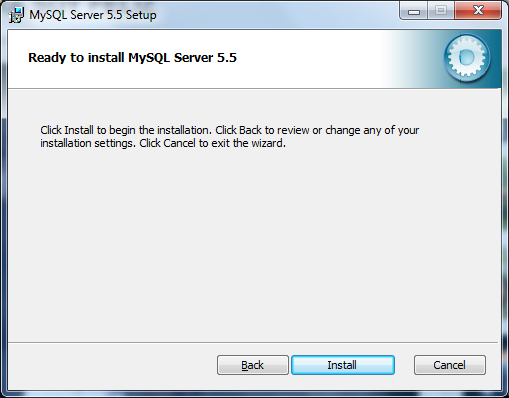 MySQL Server 5.5 Setup
Ready to install MySQL Server 5.5
Click Install to begin the installation. Click Back to review or change any of your
installation settings. Click Cancel to exit the wizard.
Back Install Cancel